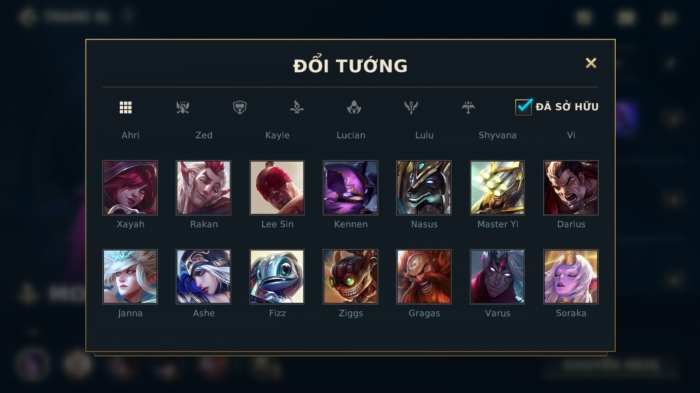 ĐỔI TƯỚNG
ĐÃ SỞ HỮU
Ahri Zed Kayle Lucian Lulu Shyvana Vi
Xayah Rakan Lee Sin Kennen Nasus Master Yi Darius
Janna Ashe Fizz Ziggs Gragas Varus Soraka